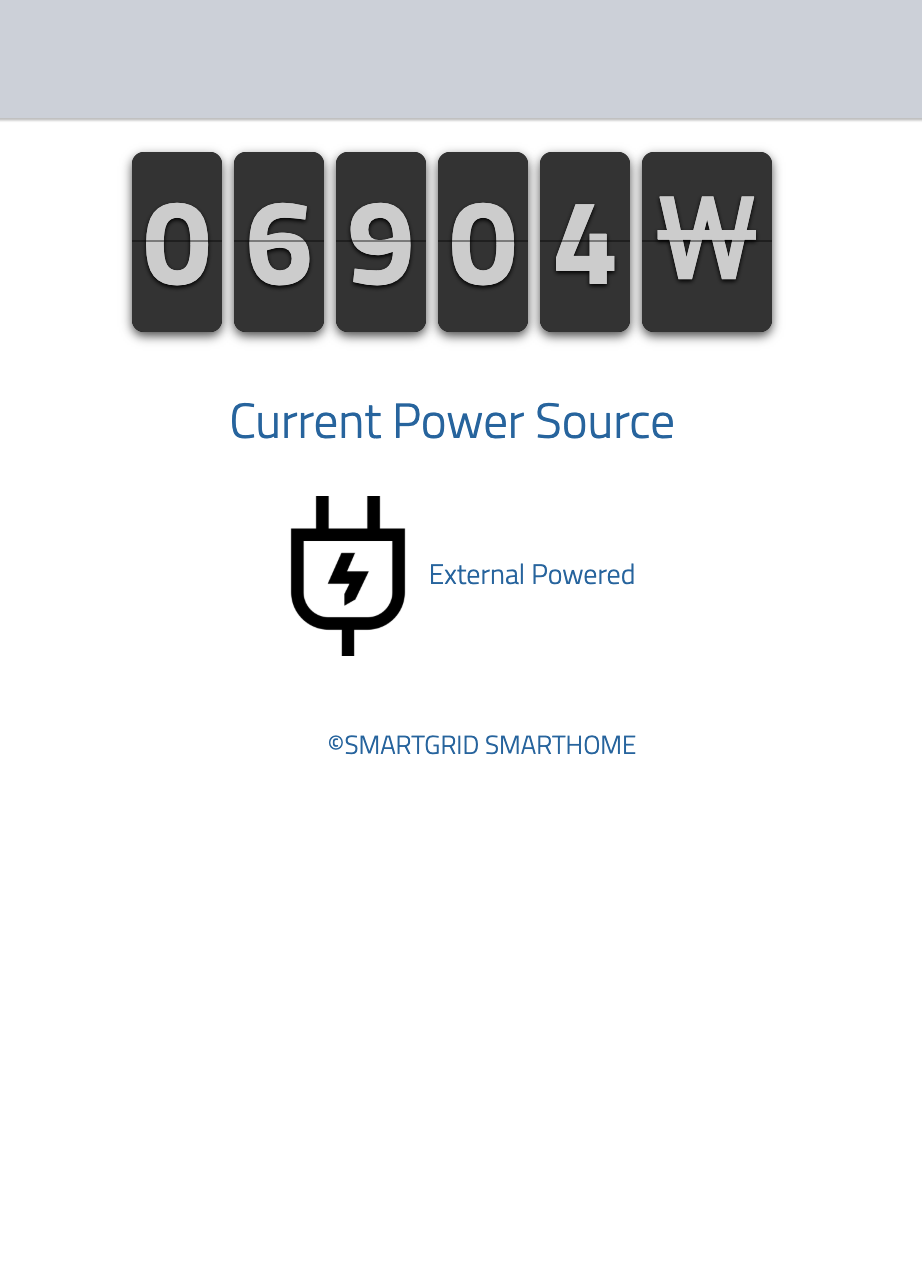 06904₩
Current Power Source
External Powered
©SMARTGRID SMARTHOME